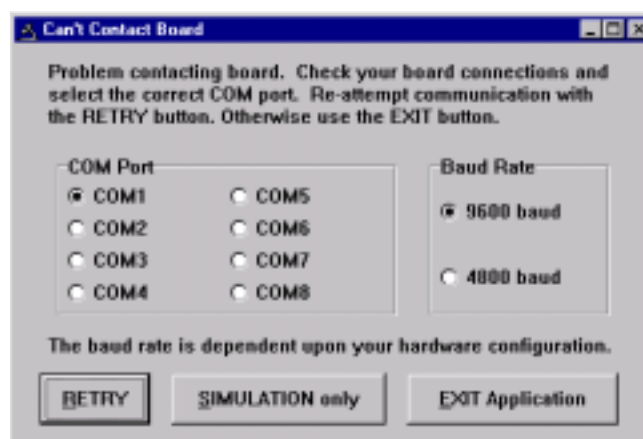 Can't Contact Board
Problem contacting board. Check your board connections and
select the correct COM port. Re-attempt communication with
the RETRY button. Otherwise use the EXIT button.
COM Port
COM1
COM5
COM2
COM6
COM3
COM7
COM4
COM8
Baud Rate
9600 baud
4800 baud
The baud rate is dependent upon your hardware configuration.
RETRY
SIMULATION only
EXIT Application